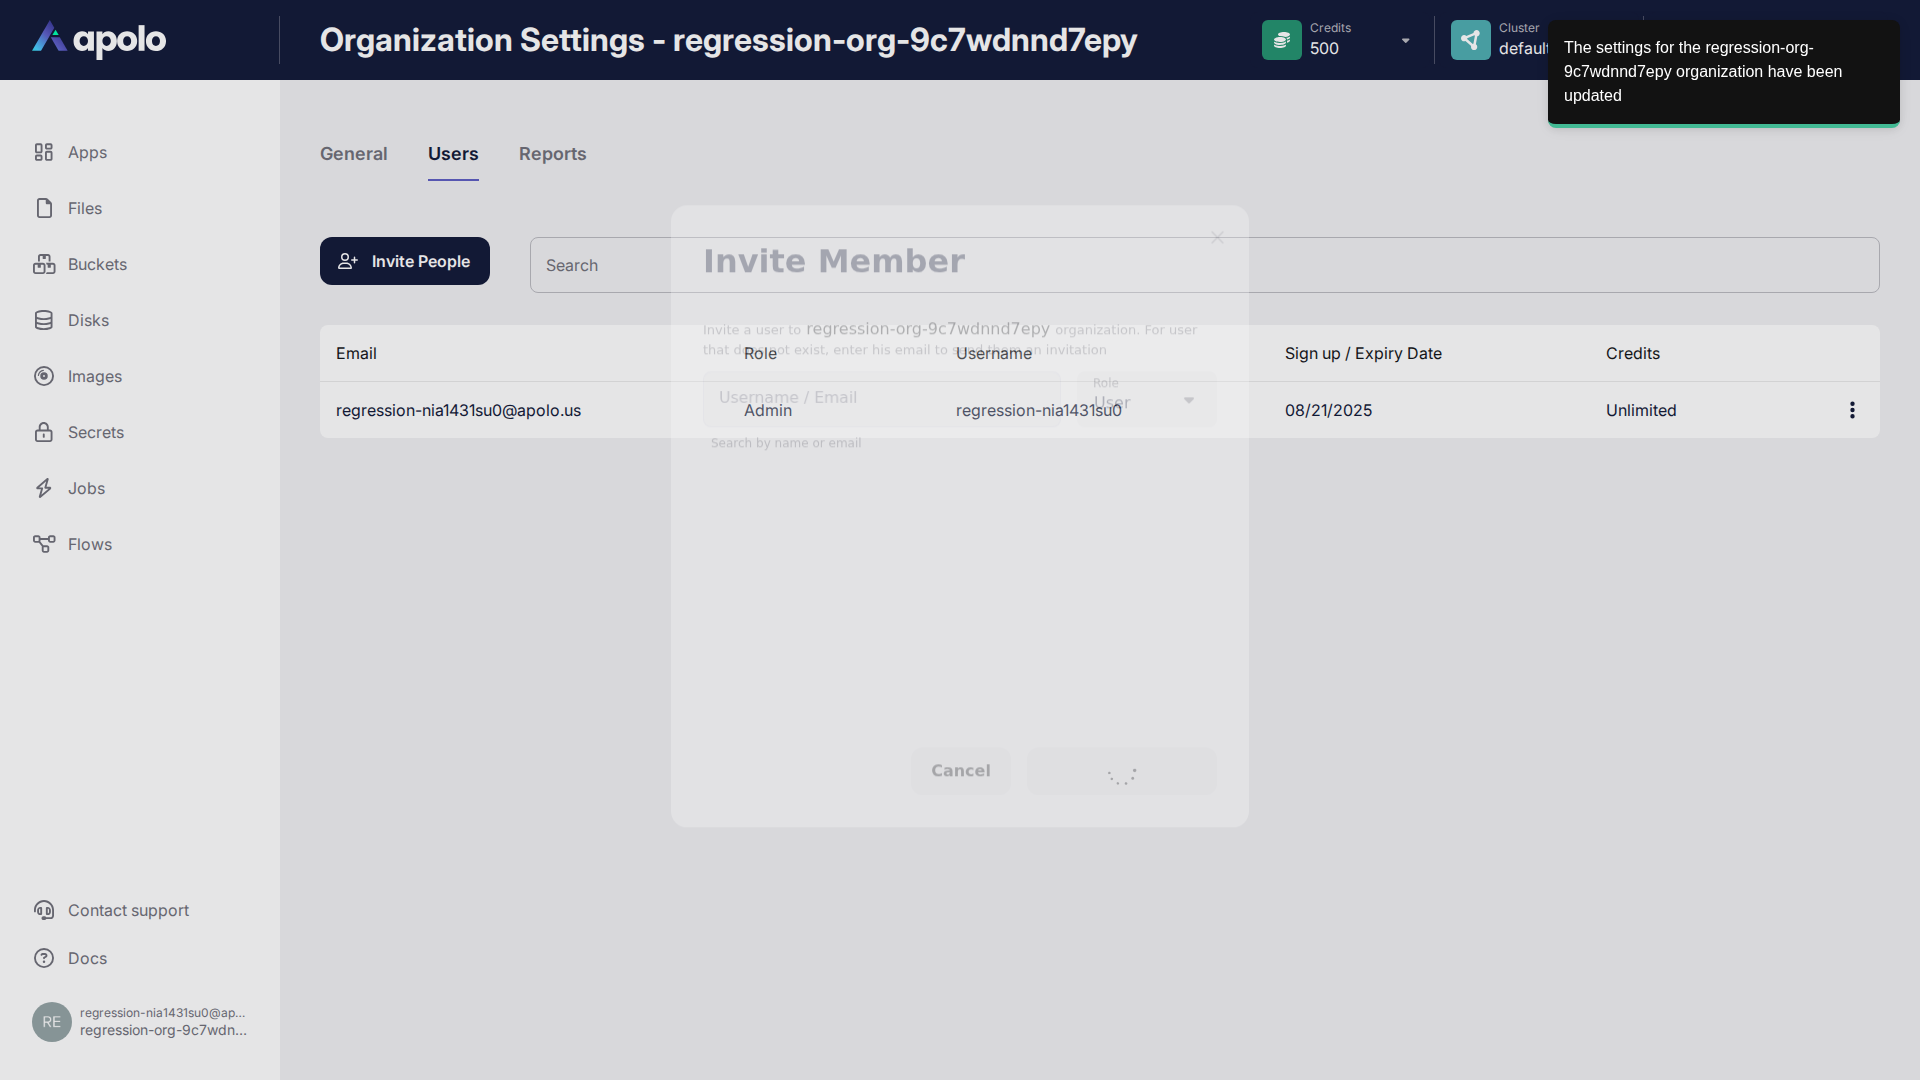 apolo
Organization Settings - regression-org-9c7wdnnd7epy
Credits
500
Cluster
default
The settings for the regression-org-
9c7wdnnd7epy organization have been
updated
Apps
Files
Buckets
Disks
Images
Secrets
Jobs
Flows
Contact support
Docs
RE
regression-nia1431su0@ap...
regression-org-9c7wdn...
General
Users
Reports
Invite People
Search
Email
Role
Username
Sign up / Expiry Date
Credits
regression-nia1431su0@apolo.us
Admin
regression-nia1431su0
08/21/2025
Unlimited
Invite Member
Invite a user to regression-org-9c7wdnnd7epy organization. For user
that does not exist, enter his email to send them an invitation
Username / Email
Role
User
Search by name or email
Cancel